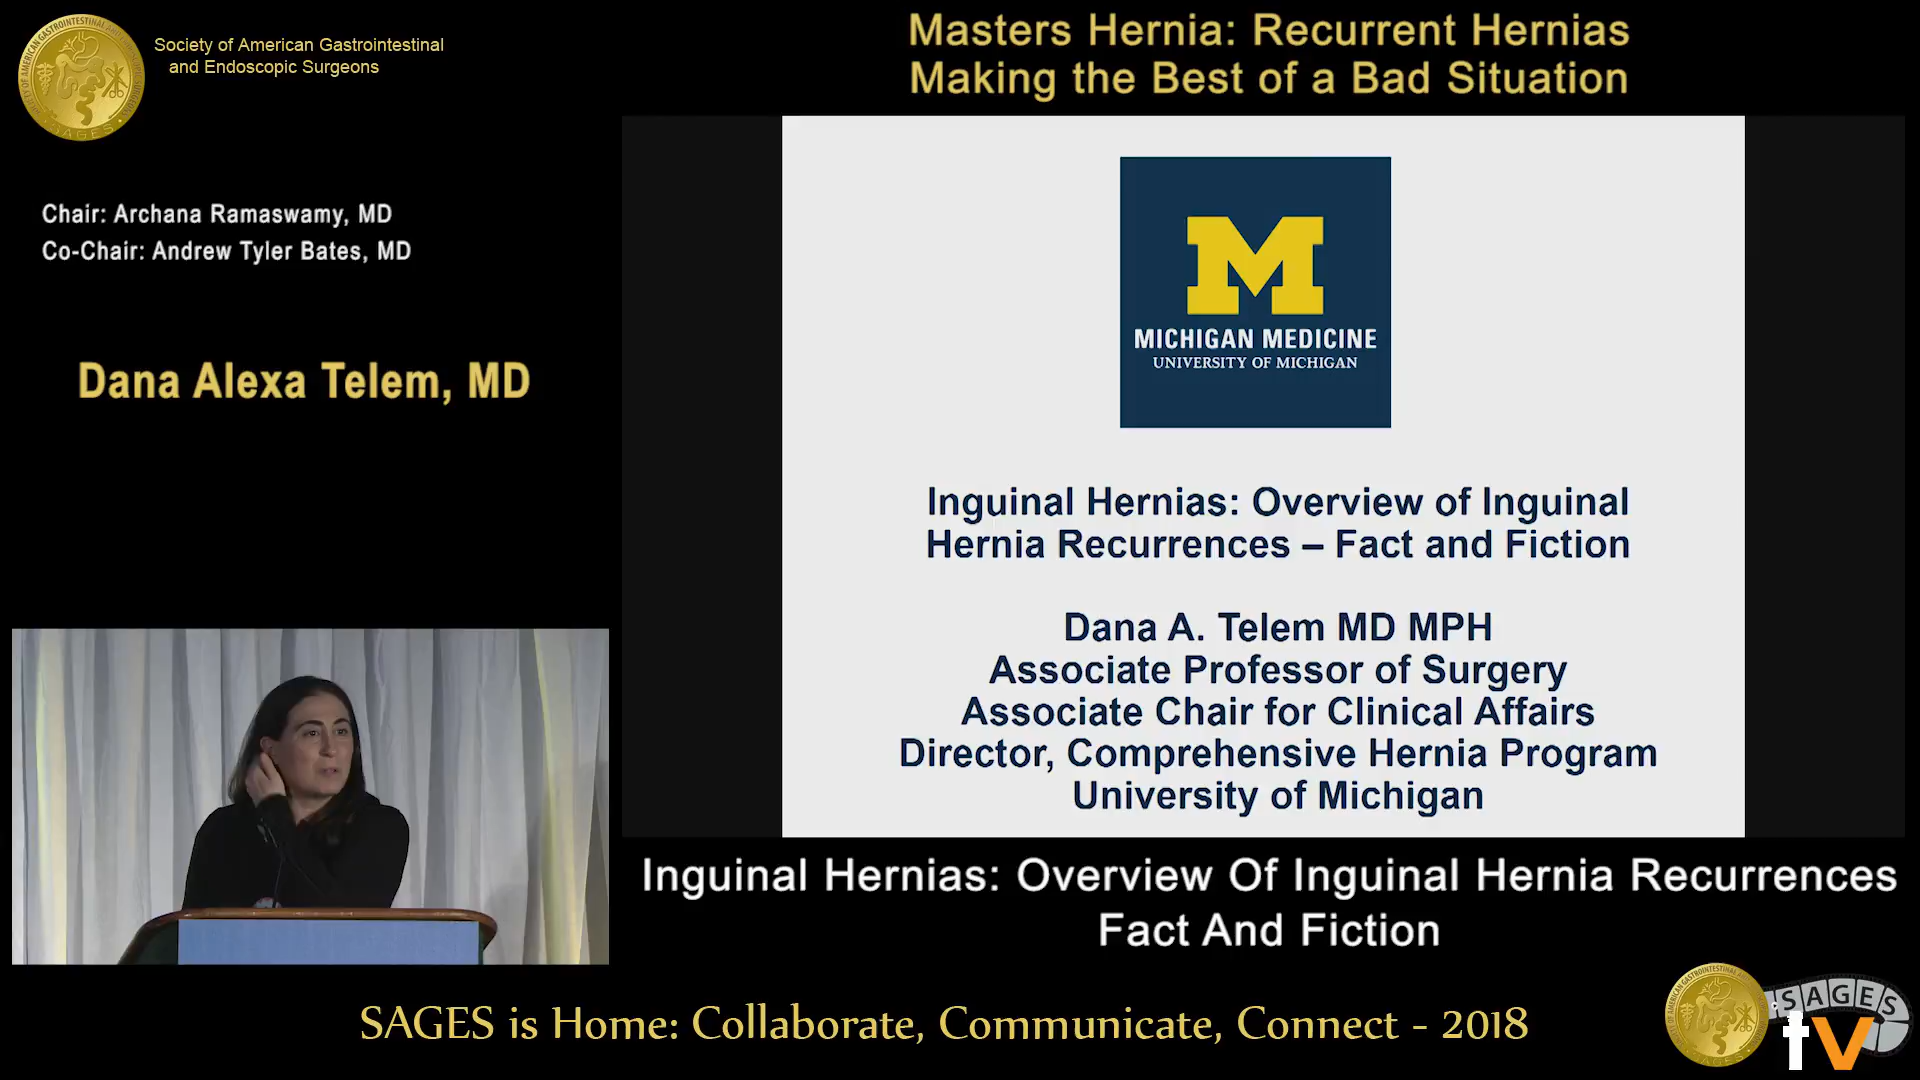 Society of American Gastrointestinal
and Endoscopic Surgeons
Masters Hernia: Recurrent Hernias
Making the Best of a Bad Situation
Chair: Archana Ramaswamy, MD
Co-Chair: Andrew Tyler Bates, MD
Dana Alexa Telem, MD
M
MICHIGAN MEDICINE
UNIVERSITY OF MICHIGAN
Inguinal Hernias: Overview of Inguinal
Hernia Recurrences – Fact and Fiction
Dana A. Telem MD MPH
Associate Professor of Surgery
Associate Chair for Clinical Affairs
Director, Comprehensive Hernia Program
University of Michigan
Inguinal Hernias: Overview Of Inguinal Hernia Recurrences
Fact And Fiction
SAGES is Home: Collaborate, Communicate, Connect - 2018
SAGES
tv